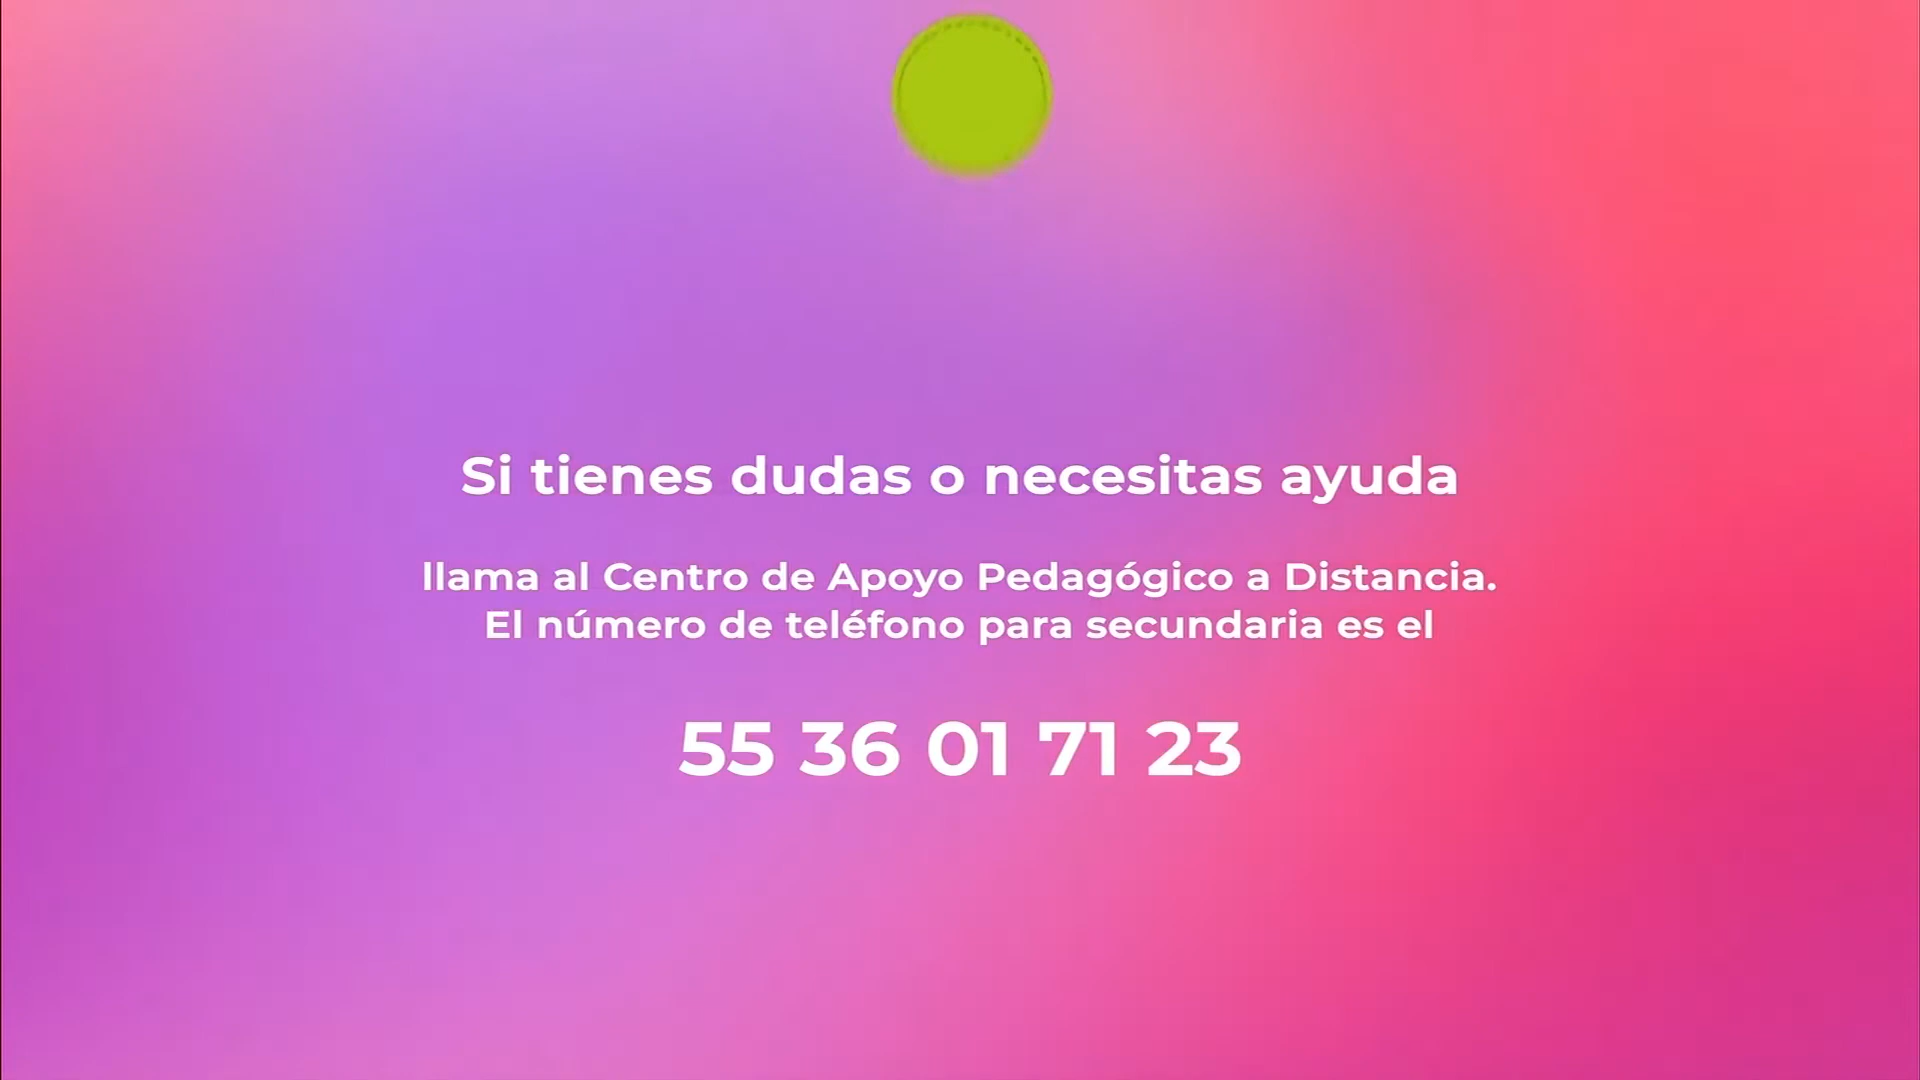 Si tienes dudas o necesitas ayuda
llama al Centro de Apoyo Pedagógico a Distancia.
El número de teléfono para secundaria es el
55 36 01 71 23